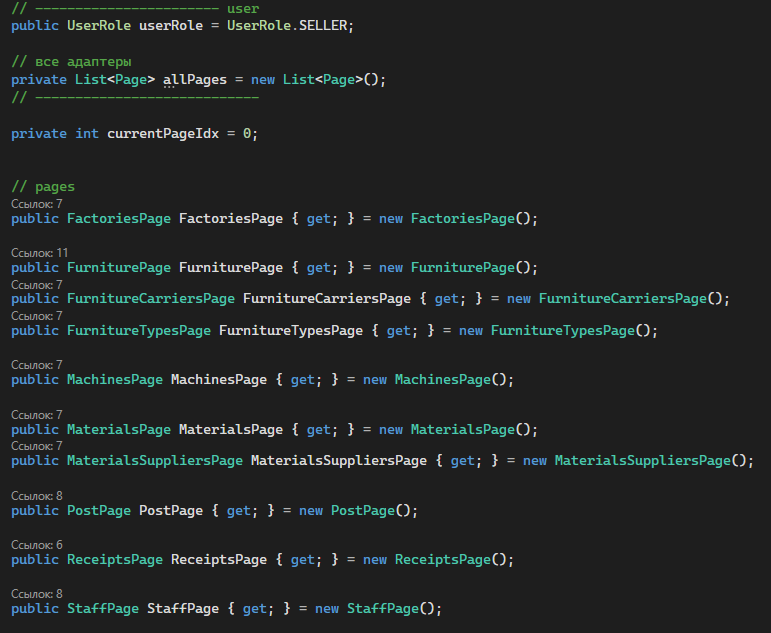 // ----------------------- user
public UserRole userRole = UserRole.SELLER;
// все адаптеры
private List<Page> allPages = new List<Page>();
// ----------------------------
private int currentPageIdx = 0;
// pages
Ссылок: 7
public FactoriesPage FactoriesPage { get; } = new FactoriesPage();
Ссылок: 11
public FurniturePage FurniturePage { get; } = new FurniturePage();
Ссылок: 7
public FurnitureCarriersPage FurnitureCarriersPage { get; } = new FurnitureCarriersPage();
Ссылок: 7
public FurnitureTypesPage FurnitureTypesPage { get; } = new FurnitureTypesPage();
Ссылок: 7
public MachinesPage MachinesPage { get; } = new MachinesPage();
Ссылок: 7
public MaterialsPage MaterialsPage { get; } = new MaterialsPage();
Ссылок: 7
public MaterialsSuppliersPage MaterialsSuppliersPage { get; } = new MaterialsSuppliersPage();
Ссылок: 8
public PostPage PostPage { get; } = new PostPage();
Ссылок: 6
public ReceiptsPage ReceiptsPage { get; } = new ReceiptsPage();
Ссылок: 8
public StaffPage StaffPage { get; } = new StaffPage();